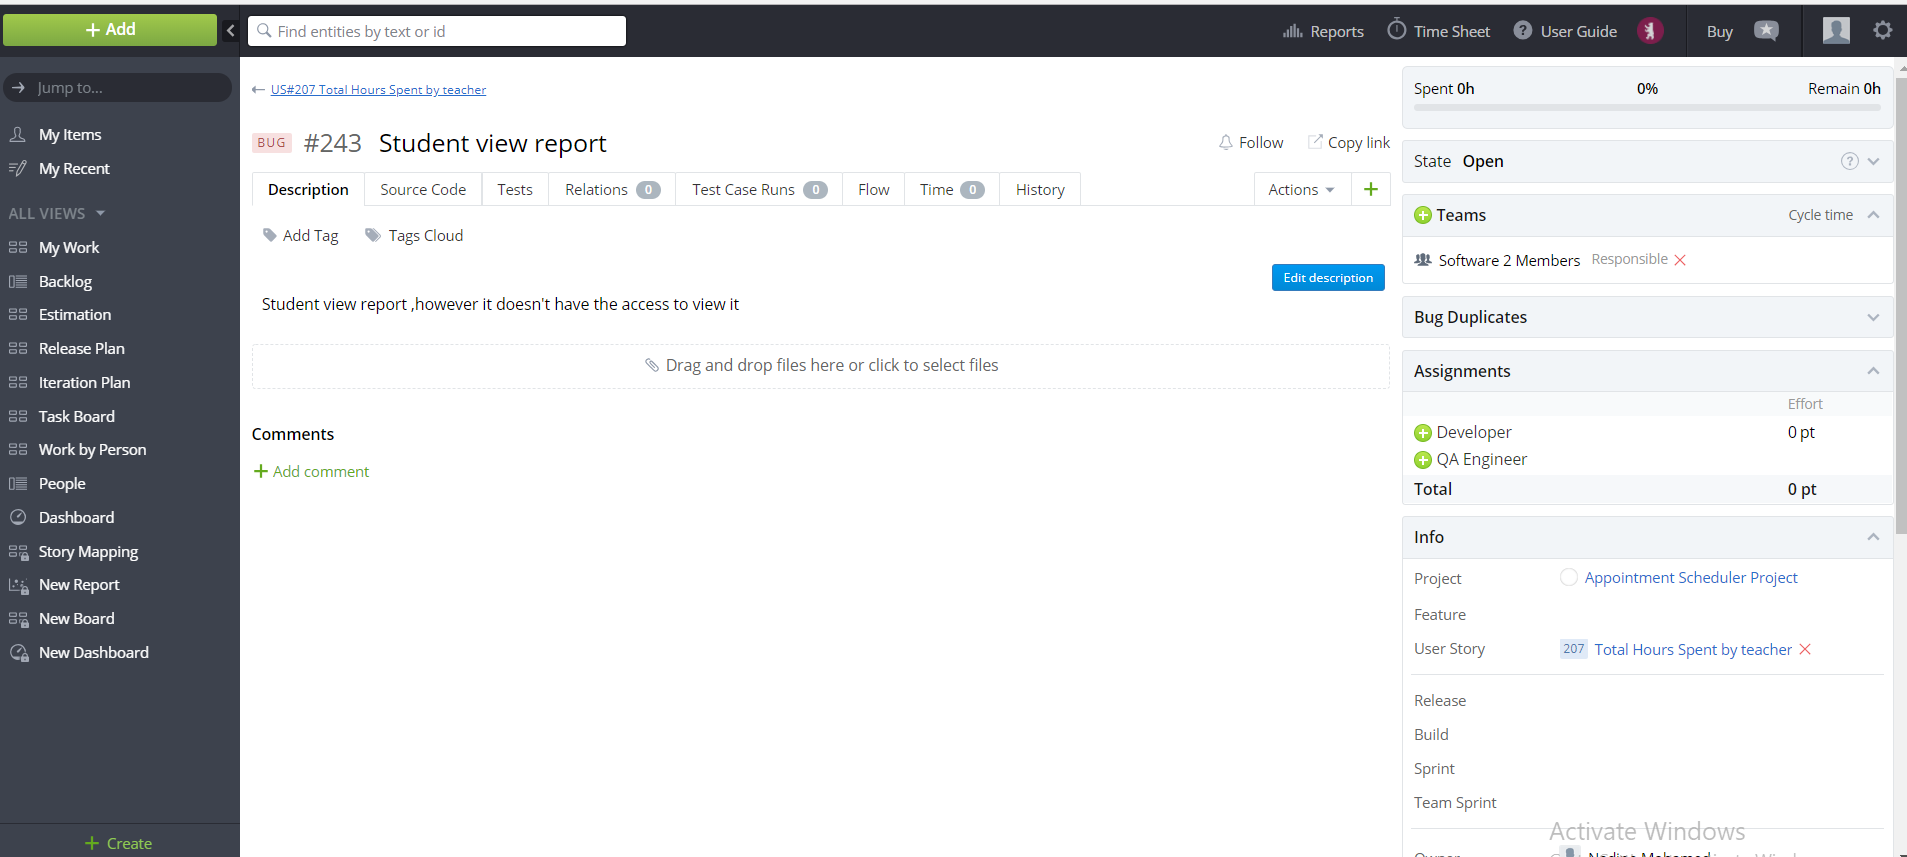 + Add
Find entities by text or id
Reports
Time Sheet
User Guide
Buy
Jump to...
My Items
My Recent
ALL VIEWS
My Work
Backlog
Estimation
Release Plan
Iteration Plan
Task Board
Work by Person
People
Dashboard
Story Mapping
New Report
New Board
New Dashboard
+ Create
← US#207 Total Hours Spent by teacher
BUG #243 Student view report
Follow
Copy link
Description
Source Code
Tests
Relations 0
Test Case Runs 0
Flow
Time 0
History
Actions
+
Add Tag
Tags Cloud
Edit description
Student view report ,however it doesn't have the access to view it
Drag and drop files here or click to select files
Comments
+ Add comment
Spent 0h 0% Remain 0h
State Open
?
Teams Cycle time
Software 2 Members Responsible
Bug Duplicates
Assignments
Effort
Developer 0 pt
QA Engineer
Total 0 pt
Info
Project Appointment Scheduler Project
Feature
User Story 207 Total Hours Spent by teacher
Release
Build
Sprint
Team Sprint
Activate Windows